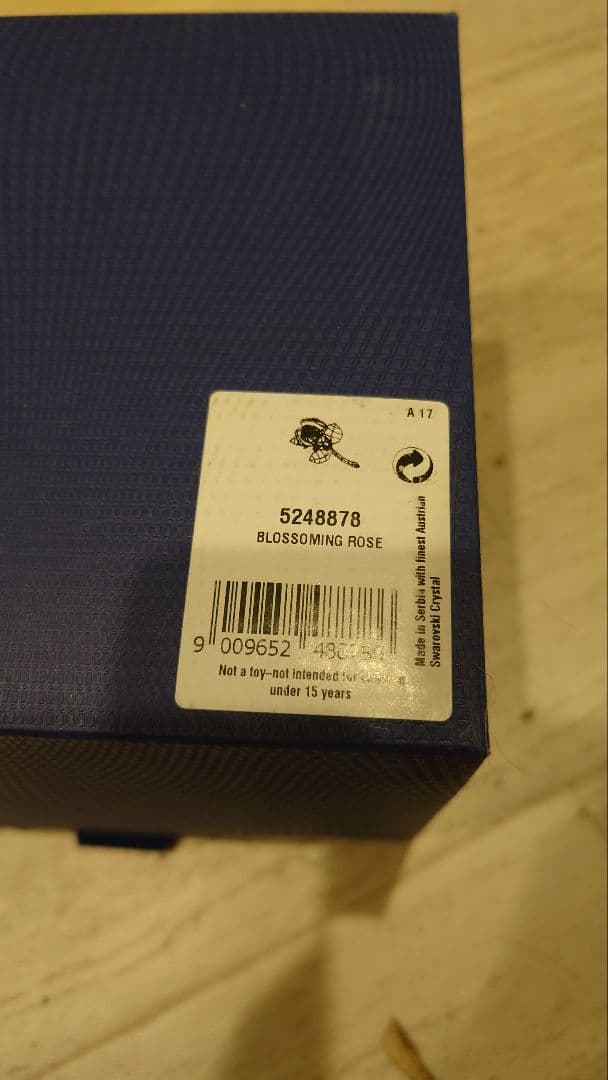 A 17
5248878
BLOSSOMING ROSE
Made in Serbia with finest Austrian
Swarovski Crystal
9 009652
Not a toy–not intended for
under 15 years